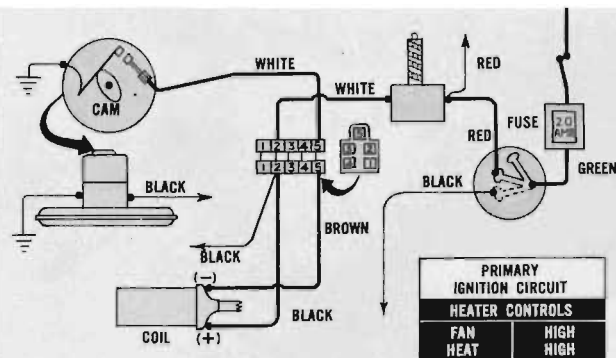 WHITE
RED
WHITE
CAM
FUSE
20
AMP
RED
1 2 3 4 5
5
1 2 3 4 5
BLACK
BLACK
GREEN
BROWN
BLACK
(-)
PRIMARY
IGNITION CIRCUIT
BLACK
HEATER CONTROLS
COIL
(+)
FAN HIGH
HEAT HIGH